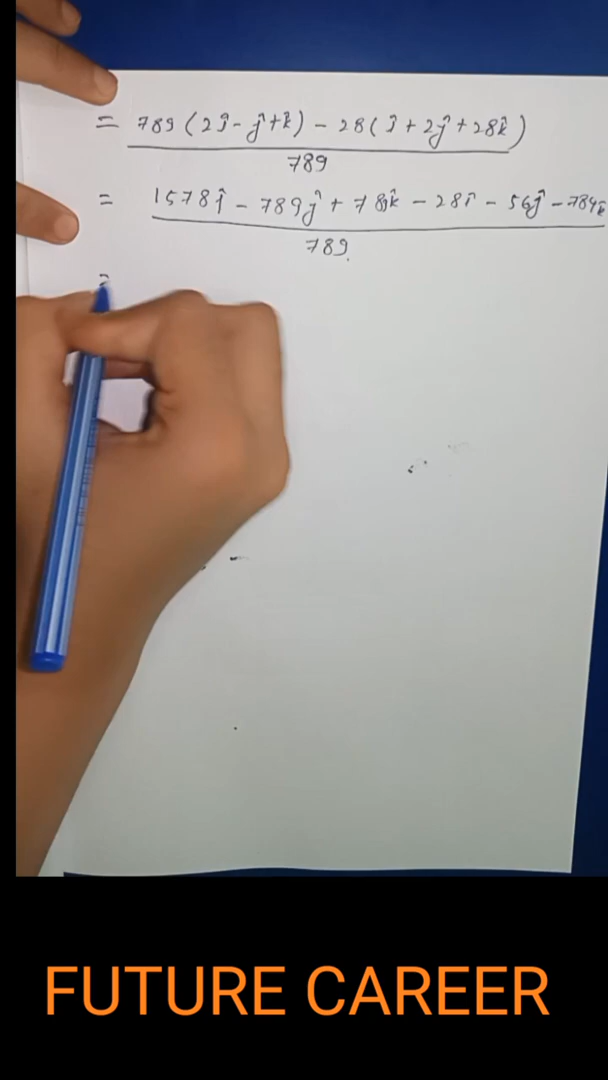 = 789 (2î - ĵ + k̂) - 28 (î + 2ĵ + 28k̂)
789
= 1578î - 789ĵ + 789k̂ - 28î - 56ĵ - 784k̂
789.
=
FUTURE CAREER